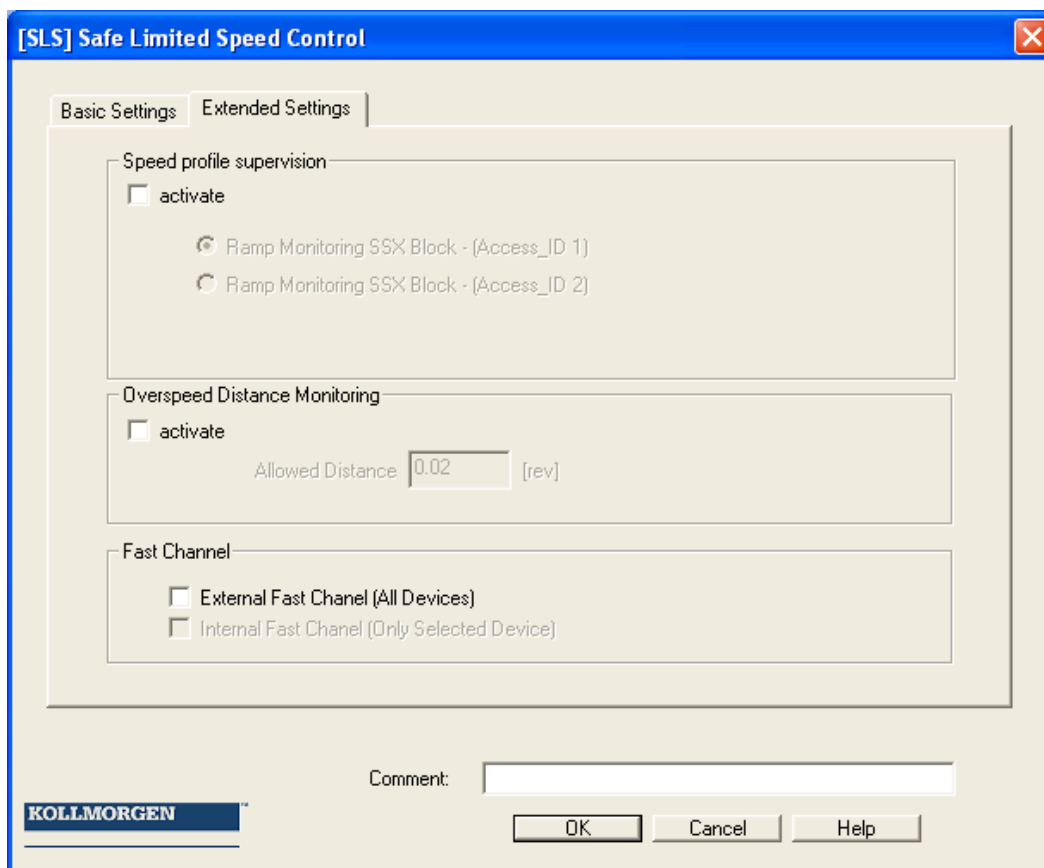 [SLS] Safe Limited Speed Control
Basic Settings
Extended Settings
Speed profile supervision
activate
Ramp Monitoring SSX Block - (Access_ID 1)
Ramp Monitoring SSX Block - (Access_ID 2)
Overspeed Distance Monitoring
activate
Allowed Distance 0.02 [rev]
Fast Channel
External Fast Chanel (All Devices)
Internal Fast Chanel (Only Selected Device)
Comment:
KOLLMORGEN™
OK
Cancel
Help